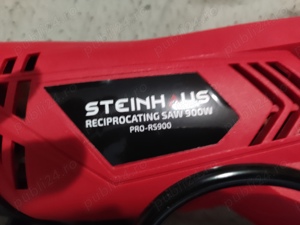 STEINHAUS
RECIPROCATING SAW 900W
PRO-RS900